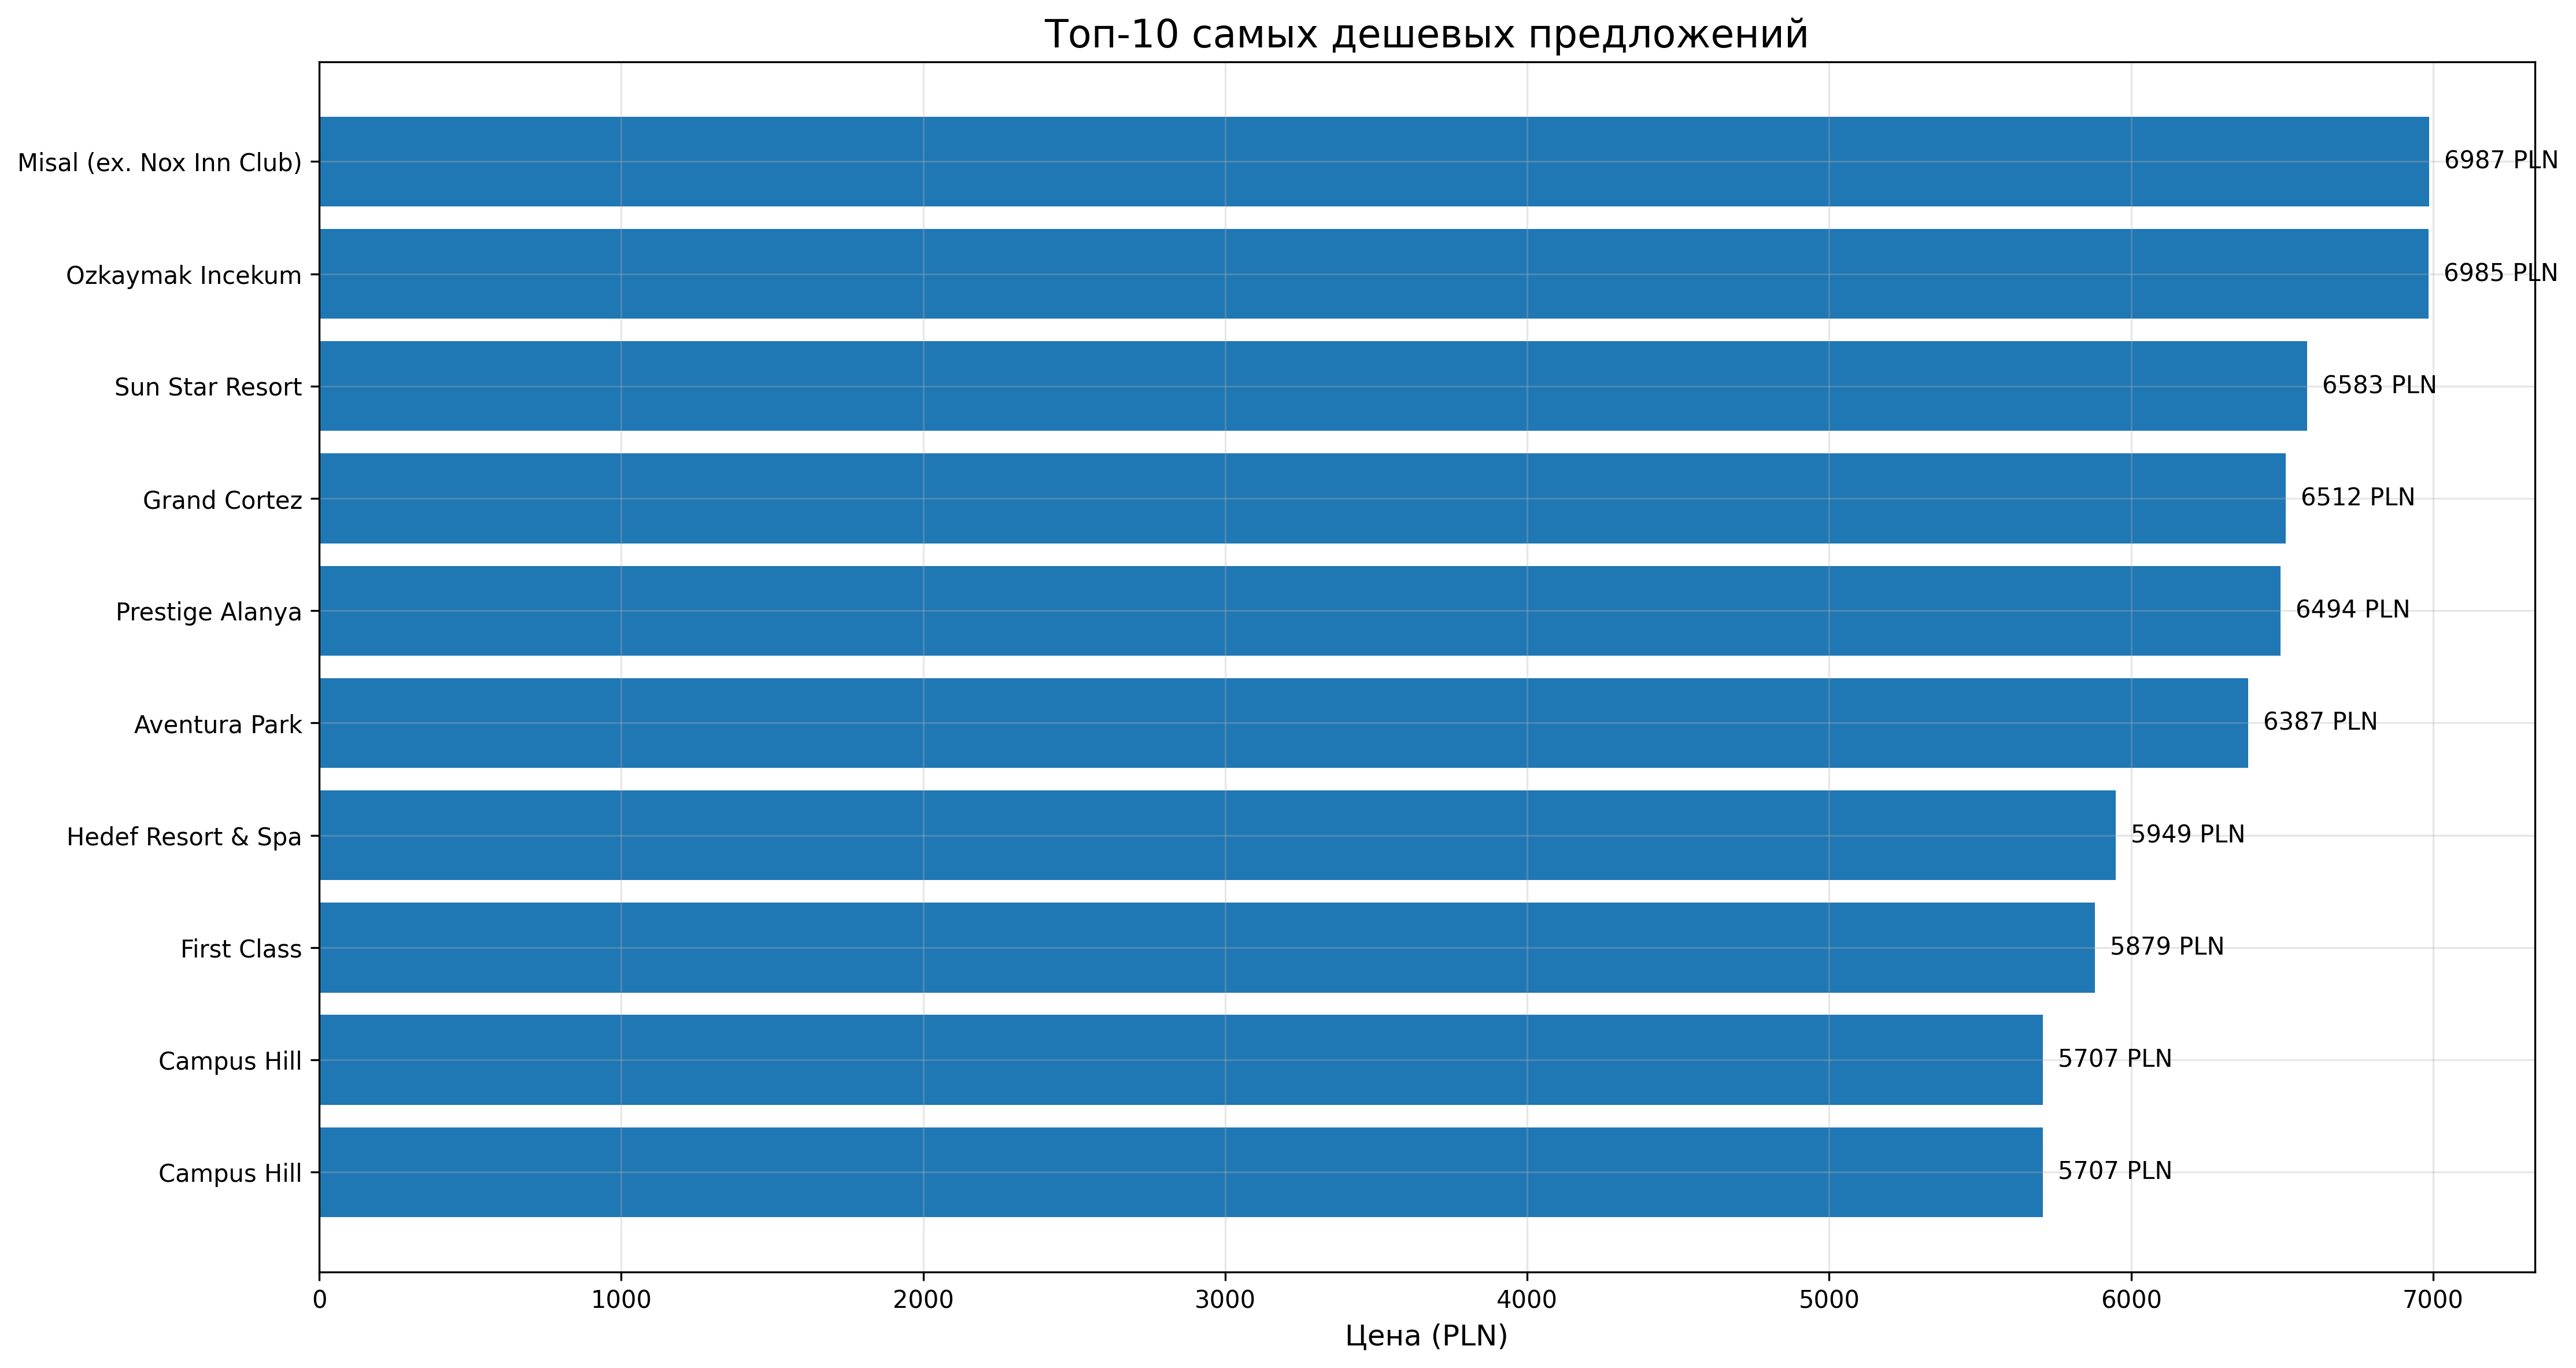 Топ-10 самых дешевых предложений
Misal (ex. Nox Inn Club)
6987 PLN
Ozkaymak Incekum
6985 PLN
Sun Star Resort
6583 PLN
Grand Cortez
6512 PLN
Prestige Alanya
6494 PLN
Aventura Park
6387 PLN
Hedef Resort & Spa
5949 PLN
First Class
5879 PLN
Campus Hill
5707 PLN
Campus Hill
5707 PLN
0 1000 2000 3000 4000 5000 6000 7000
Цена (PLN)